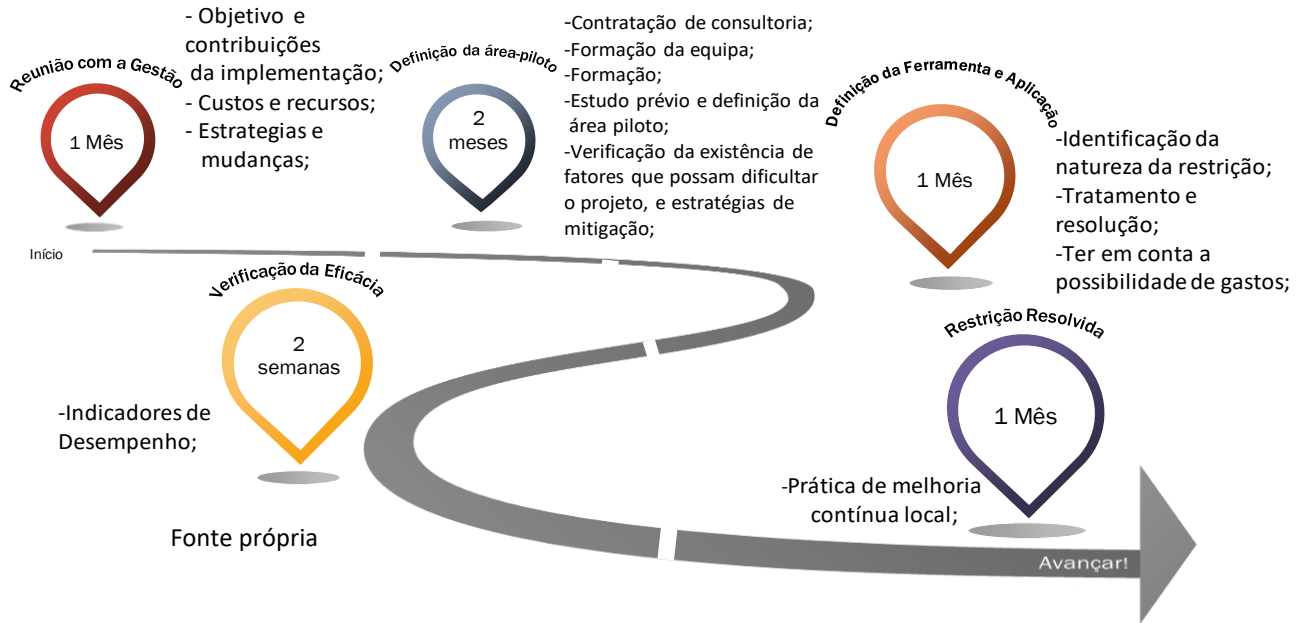 Reunião com a Gestão
1 Mês
- Objetivo e
contribuições
da implementação;
- Custos e recursos;
- Estrategias e
mudanças;
Definição da área-piloto
2
meses
-Contratação de consultoria;
-Formação da equipa;
-Formação;
-Estudo prévio e definição da
área piloto;
-Verificação da existência de
fatores que possam dificultar
o projeto, e estratégias de
mitigação;
Definição da Ferramenta e Aplicação
1 Mês
-Identificação da
natureza da restrição;
-Tratamento e
resolução;
-Ter em conta a
possibilidade de gastos;
Início
Verificação da Eficácia
2
semanas
-Indicadores de
Desempenho;
Restrição Resolvida
1 Mês
-Prática de melhoria
contínua local;
Fonte própria
Avançar!